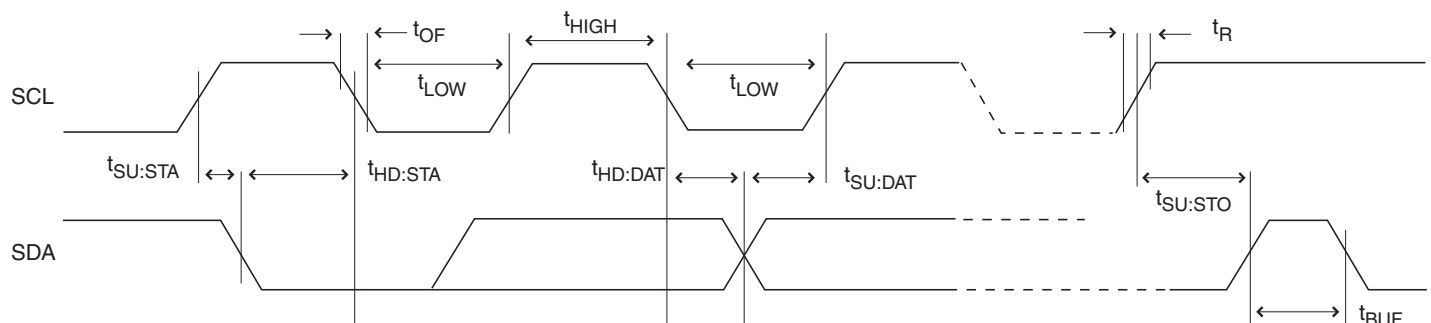 tOF
tHIGH
tR
SCL
tLOW
tLOW
tSU:STA
tHD:STA
tHD:DAT
tSU:DAT
tSU:STO
SDA
tBUF